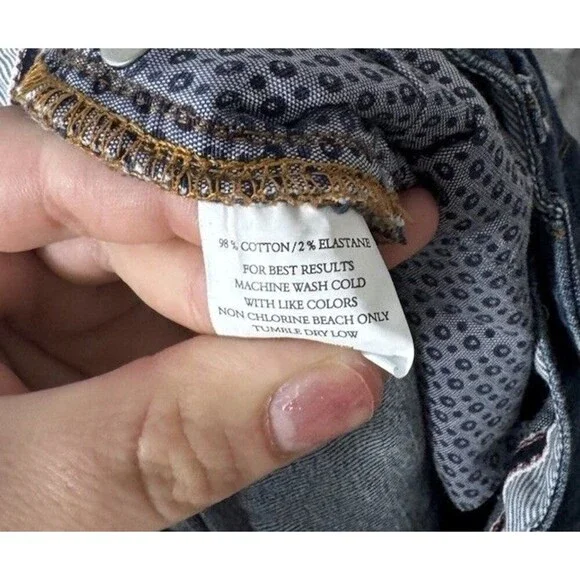 98 % COTTON / 2 % ELASTANE
FOR BEST RESULTS
MACHINE WASH COLD
WITH LIKE COLORS
NON CHLORINE BEACH ONLY
TUMBLE DRY LOW